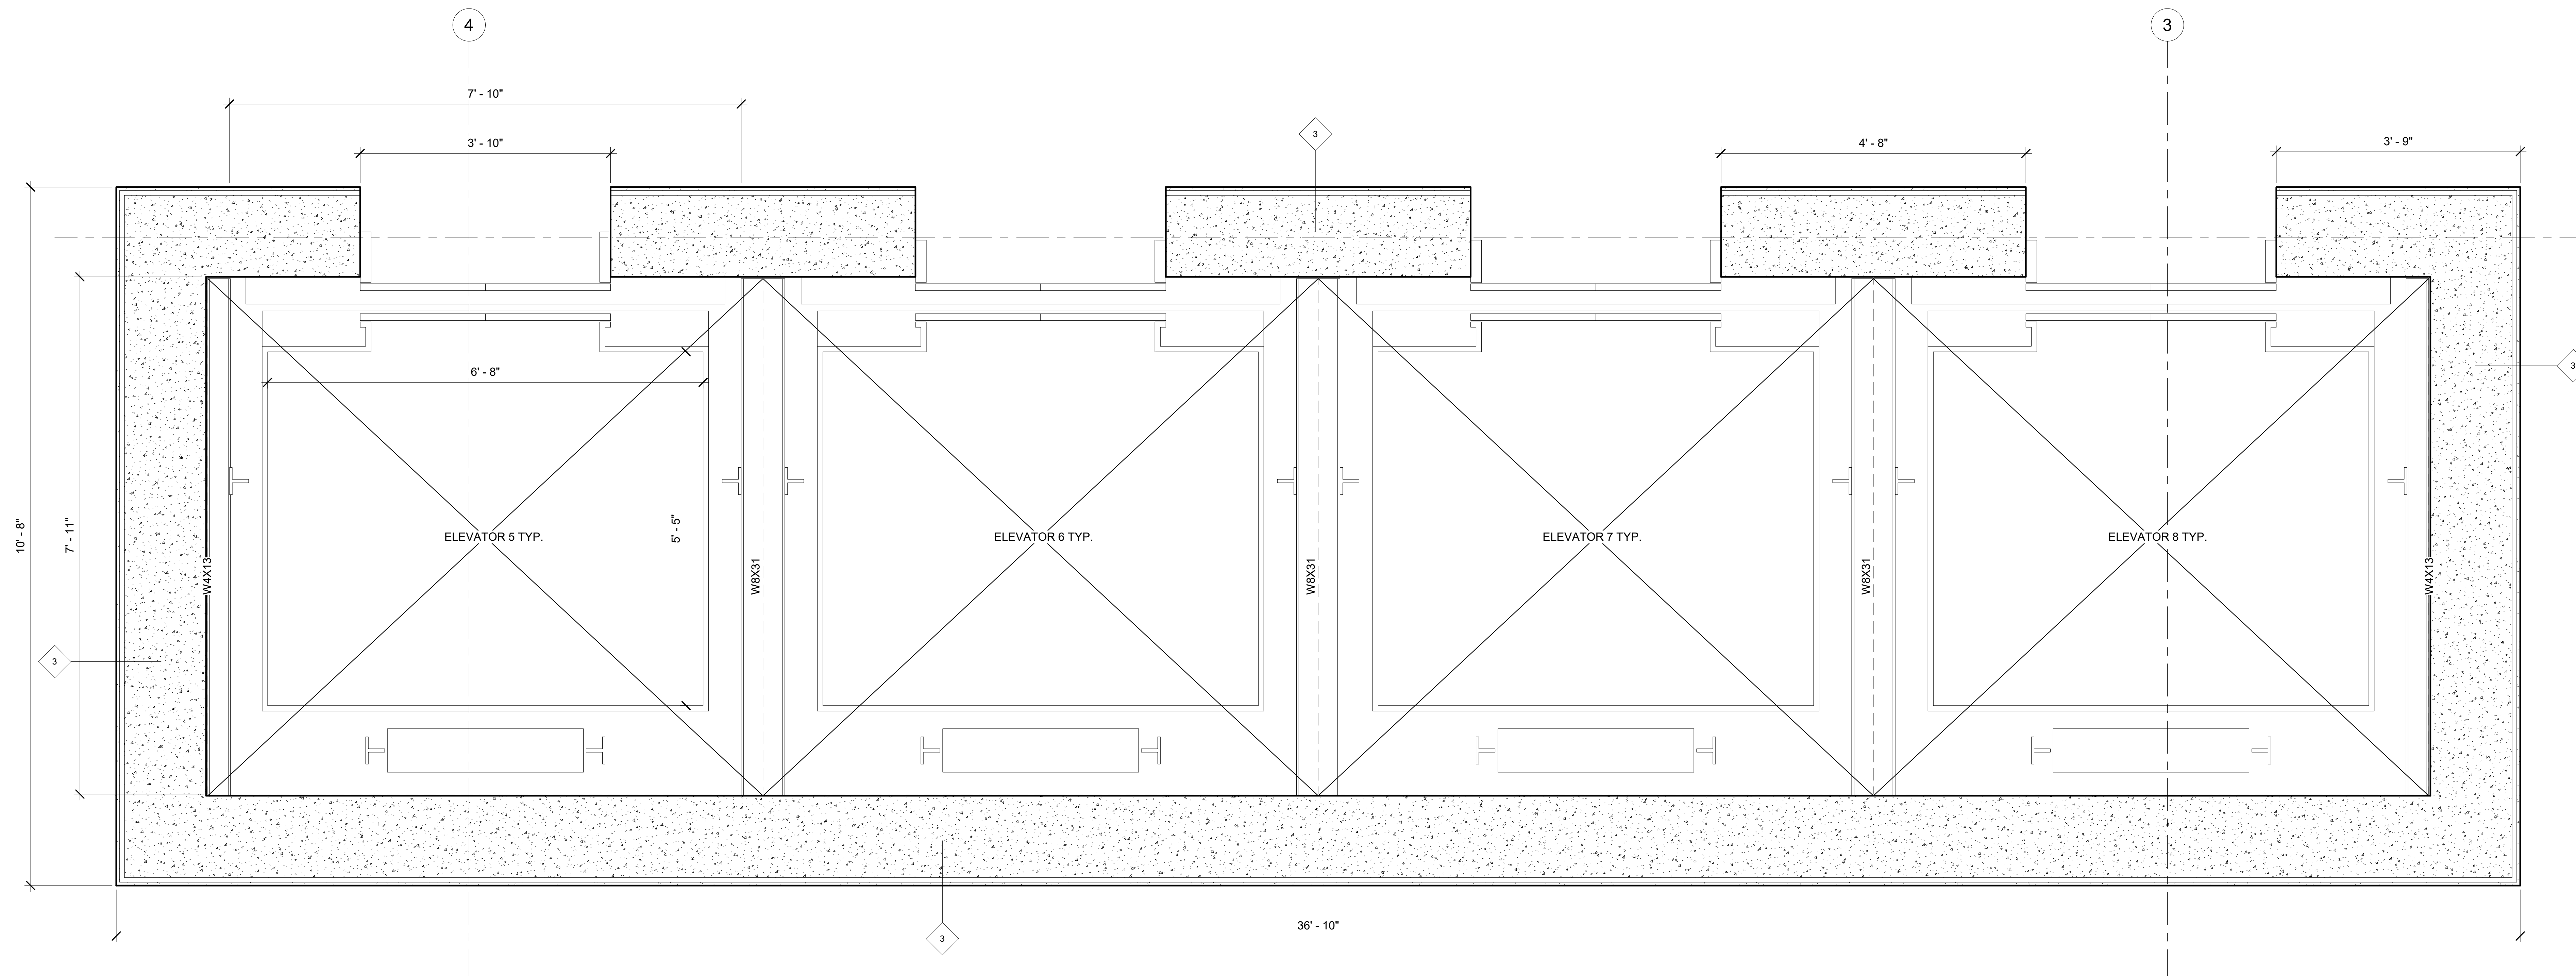 4
3
7' - 10"
3' - 10"
3
4' - 8"
3' - 9"
6' - 8"
3
10' - 8"
7' - 11"
5' - 5"
ELEVATOR 5 TYP.
ELEVATOR 6 TYP.
ELEVATOR 7 TYP.
ELEVATOR 8 TYP.
W4X13
W8X31
W8X31
W8X31
W4X13
3
36' - 10"
3